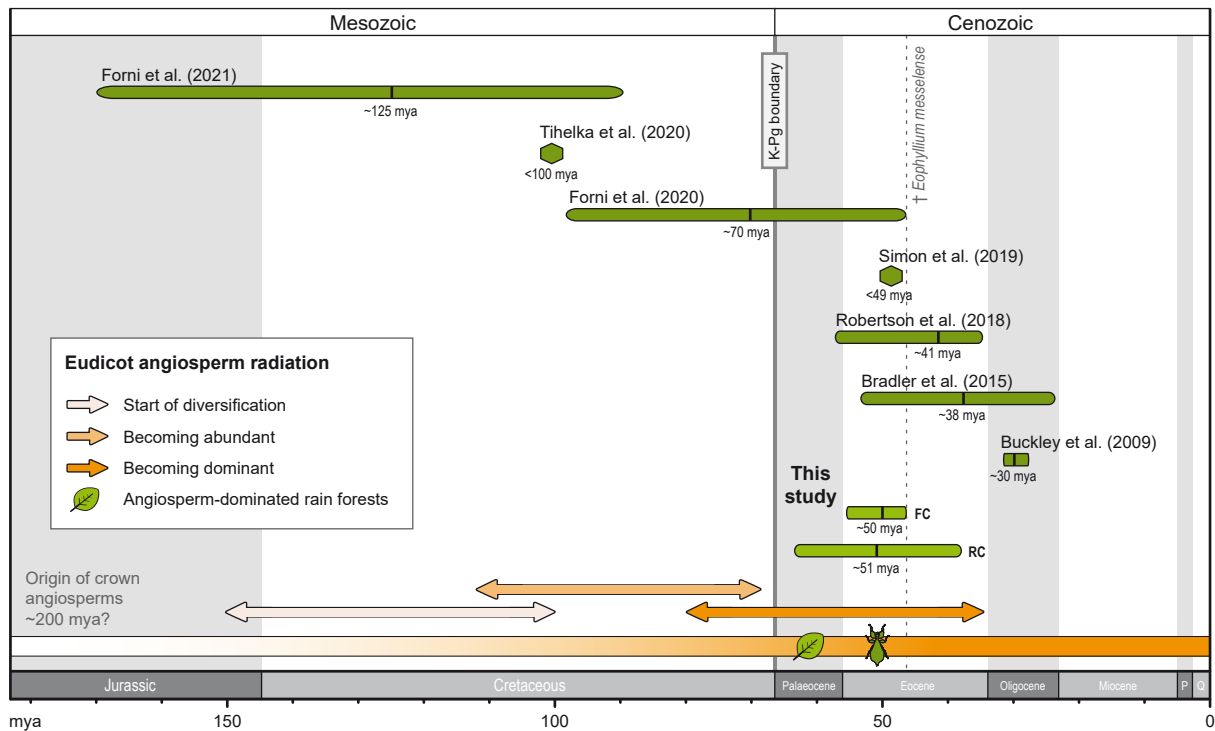 Mesozoic
Cenozoic
Forni et al. (2021)
~125 mya
Tihelka et al. (2020)
<100 mya
Forni et al. (2020)
~70 mya
K-Pg boundary
† Eophyllium messelense
Simon et al. (2019)
<49 mya
Robertson et al. (2018)
~41 mya
Bradler et al. (2015)
~38 mya
Buckley et al. (2009)
~30 mya
This
study
FC
~50 mya
RC
~51 mya
Eudicot angiosperm radiation
Start of diversification
Becoming abundant
Becoming dominant
Angiosperm-dominated rain forests
Origin of crown
angiosperms
~200 mya?
Jurassic
Cretaceous
Palaeocene
Eocene
Oligocene
Miocene
P
Q
mya
150
100
50
0